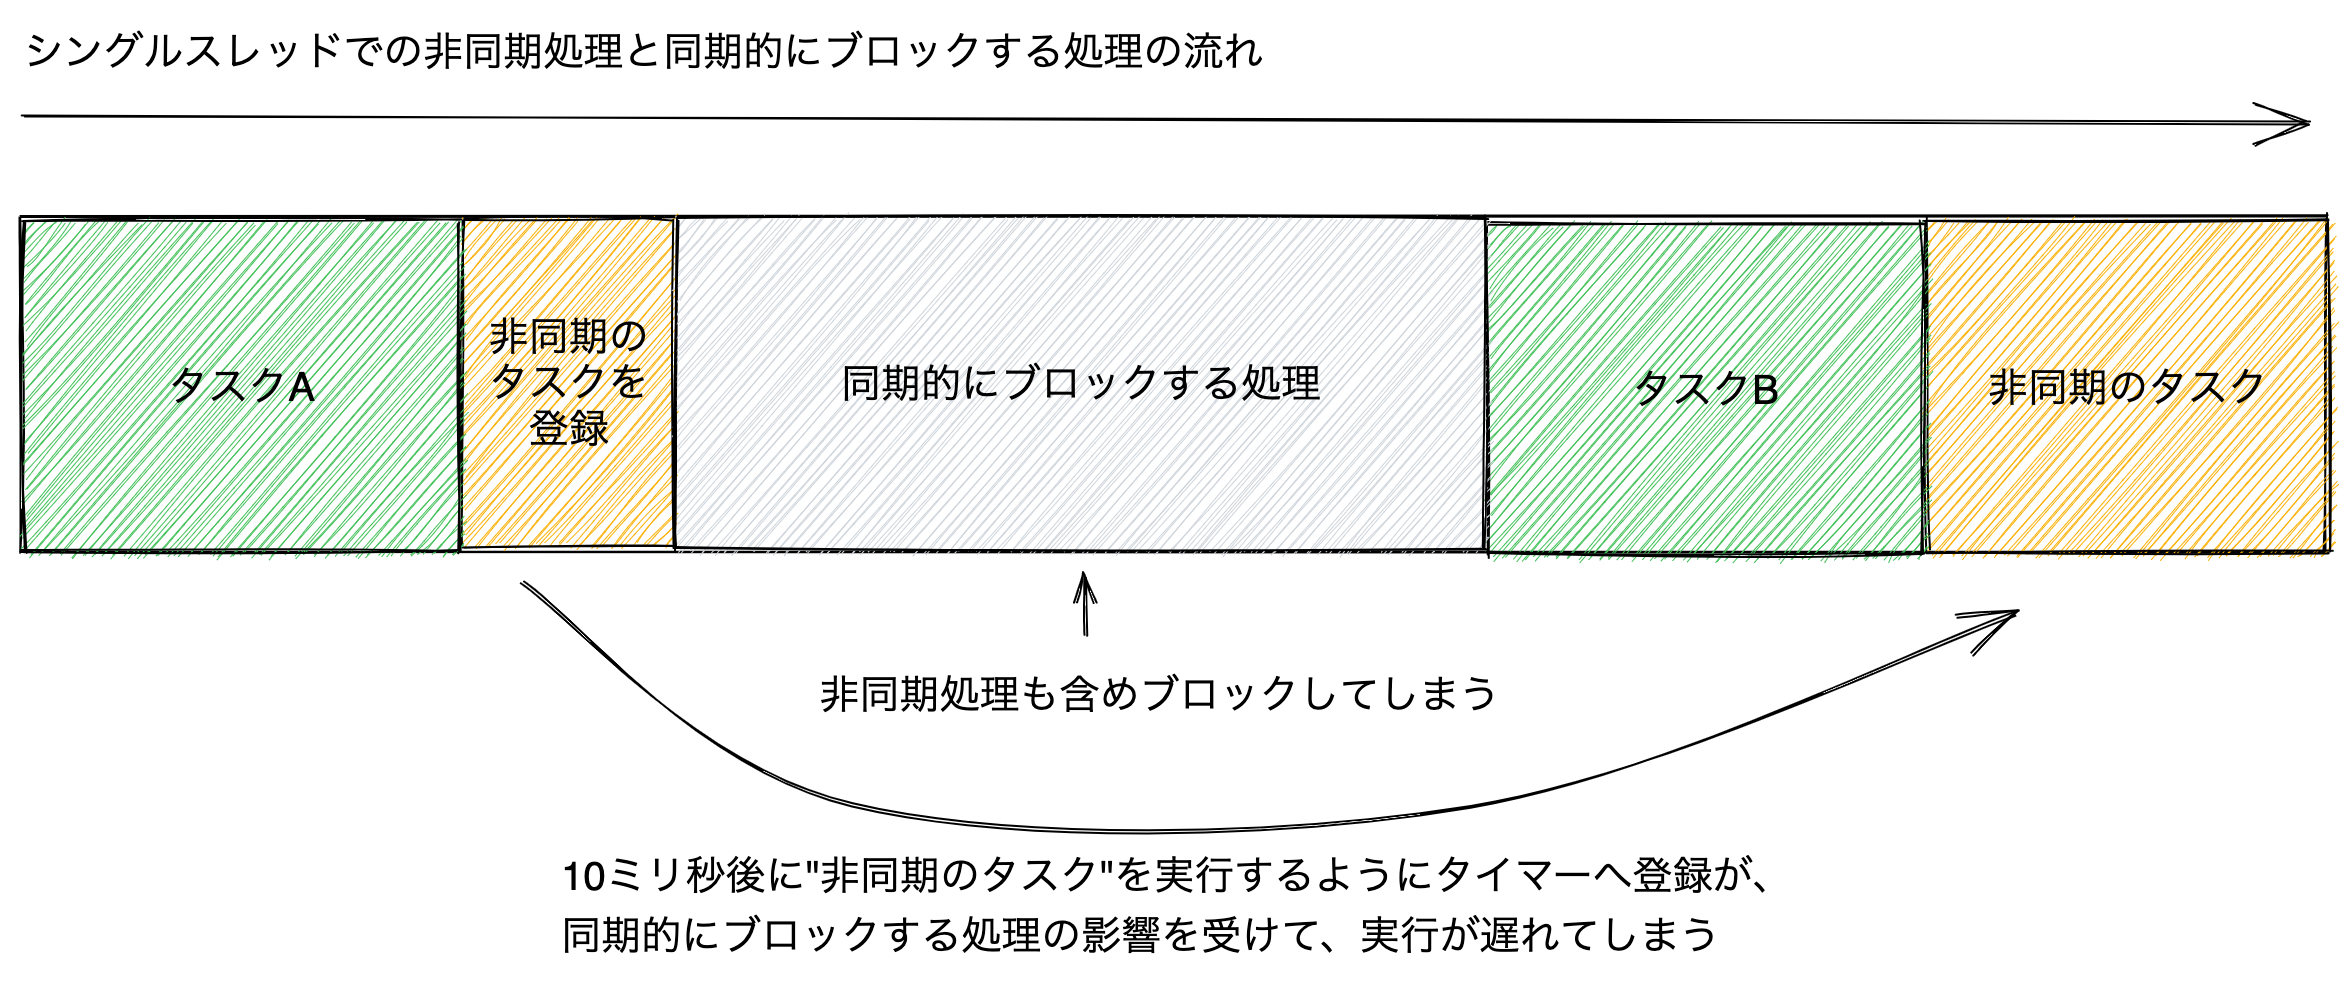 シングルスレッドでの非同期処理と同期的にブロックする処理の流れ
タスクA
非同期の
タスクを
登録
同期的にブロックする処理
タスクB
非同期のタスク
非同期処理も含めブロックしてしまう
10ミリ秒後に"非同期のタスク"を実行するようにタイマーへ登録が、
同期的にブロックする処理の影響を受けて、実行が遅れてしまう